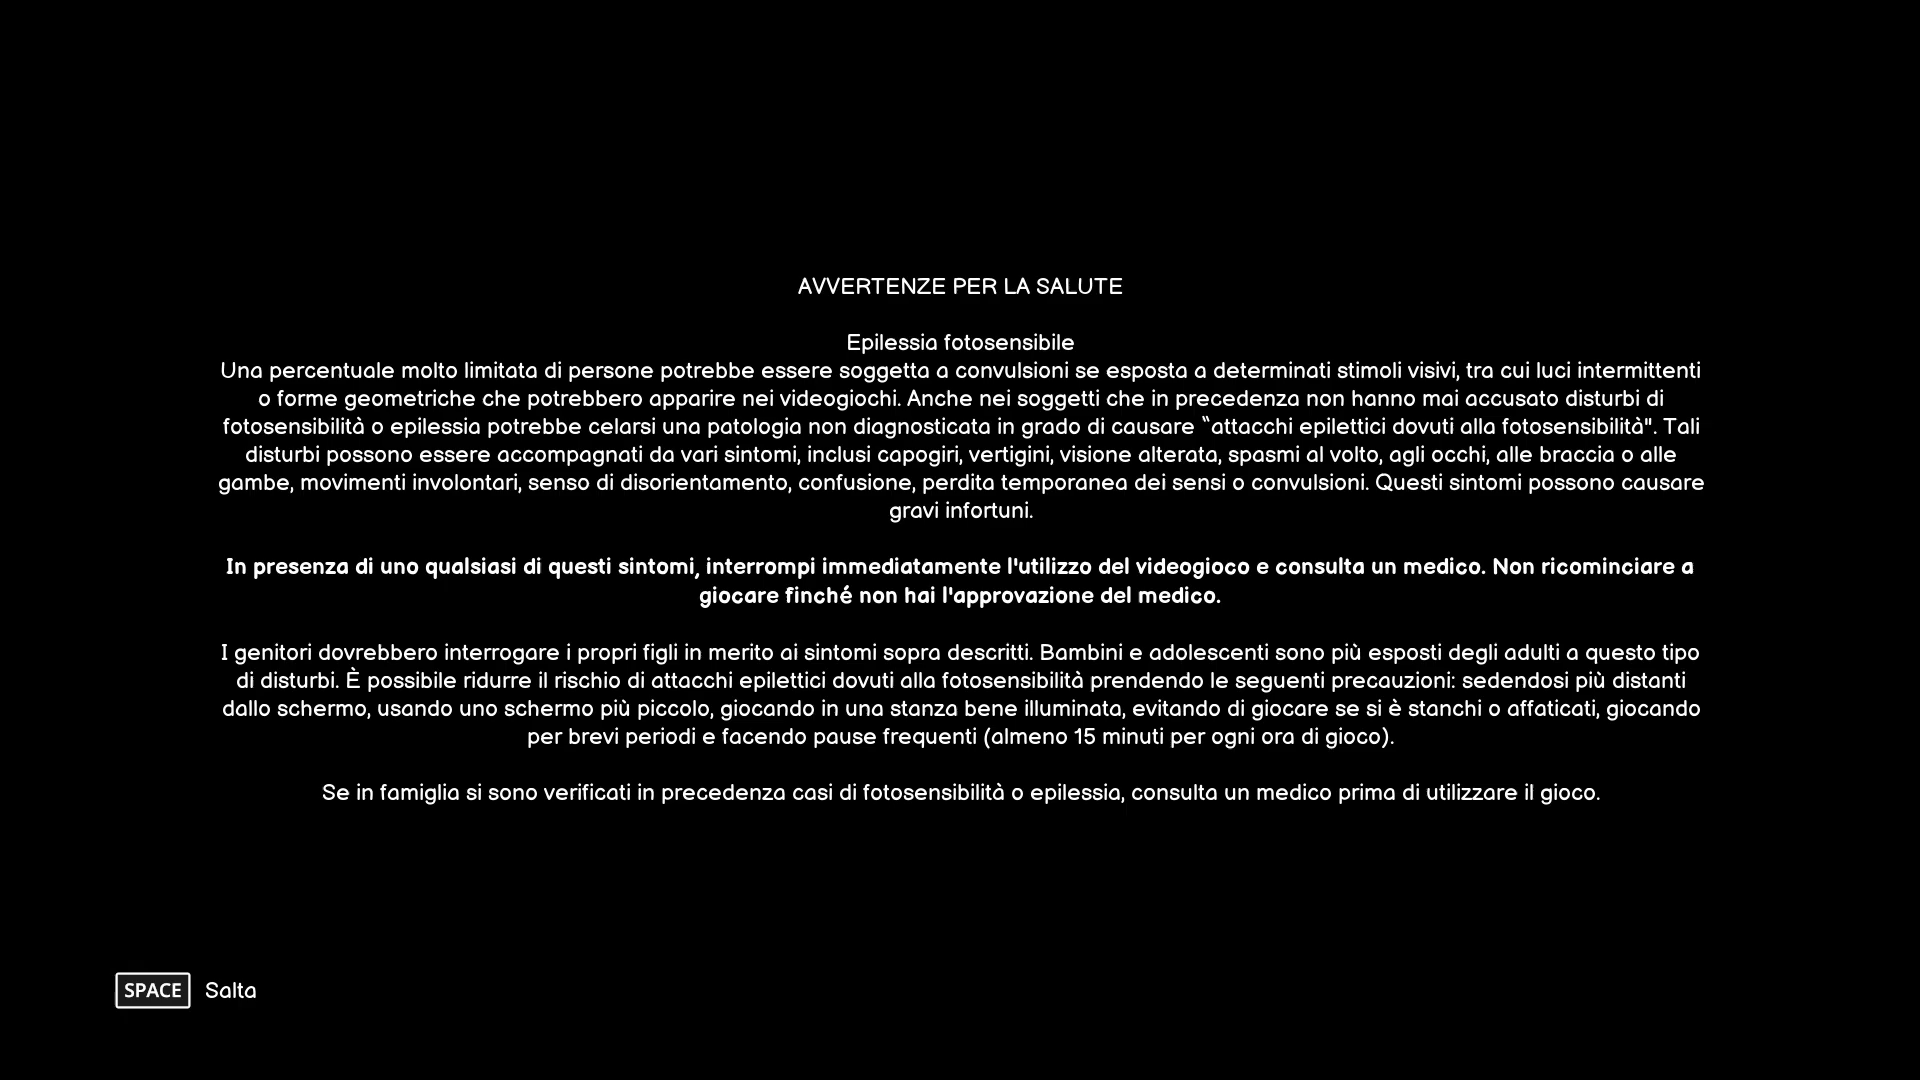 AVVERTENZE PER LA SALUTE
Epilessia fotosensibile
Una percentuale molto limitata di persone potrebbe essere soggetta a convulsioni se esposta a determinati stimoli visivi, tra cui luci intermittenti
o forme geometriche che potrebbero apparire nei videogiochi. Anche nei soggetti che in precedenza non hanno mai accusato disturbi di
fotosensibilità o epilessia potrebbe celarsi una patologia non diagnosticata in grado di causare “attacchi epilettici dovuti alla fotosensibilità". Tali
disturbi possono essere accompagnati da vari sintomi, inclusi capogiri, vertigini, visione alterata, spasmi al volto, agli occhi, alle braccia o alle
gambe, movimenti involontari, senso di disorientamento, confusione, perdita temporanea dei sensi o convulsioni. Questi sintomi possono causare
gravi infortuni.
In presenza di uno qualsiasi di questi sintomi, interrompi immediatamente l'utilizzo del videogioco e consulta un medico. Non ricominciare a
giocare finché non hai l'approvazione del medico.
I genitori dovrebbero interrogare i propri figli in merito ai sintomi sopra descritti. Bambini e adolescenti sono più esposti degli adulti a questo tipo
di disturbi. È possibile ridurre il rischio di attacchi epilettici dovuti alla fotosensibilità prendendo le seguenti precauzioni: sedendosi più distanti
dallo schermo, usando uno schermo più piccolo, giocando in una stanza bene illuminata, evitando di giocare se si è stanchi o affaticati, giocando
per brevi periodi e facendo pause frequenti (almeno 15 minuti per ogni ora di gioco).
Se in famiglia si sono verificati in precedenza casi di fotosensibilità o epilessia, consulta un medico prima di utilizzare il gioco.
SPACE Salta